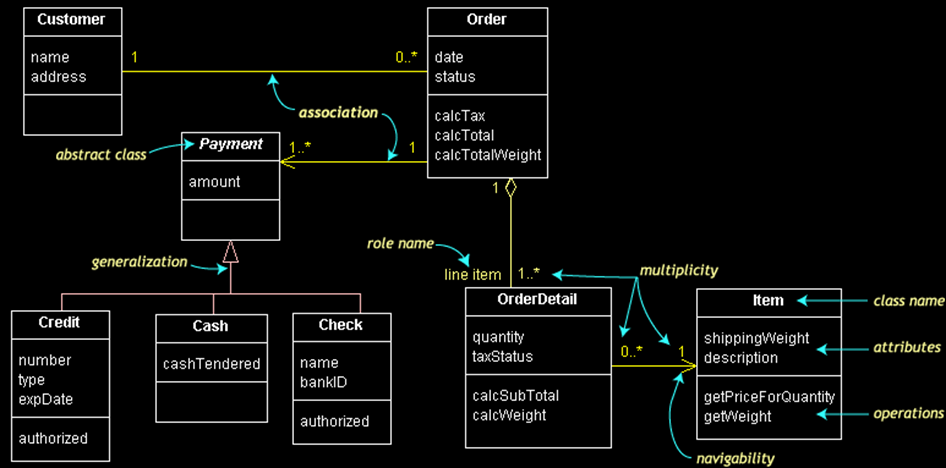 Customer
name
address
1
0..*
Order
date
status
calcTax
calcTotal
calcTotalWeight
association
abstract class
Payment
amount
1..*
1
1
generalization
role name
line item
1..*
multiplicity
Credit
number
type
expDate
authorized
Cash
cashTendered
Check
name
bankID
authorized
OrderDetail
quantity
taxStatus
calcSubTotal
calcWeight
0..*
1
Item
shippingWeight
description
getPriceForQuantity
getWeight
class name
attributes
operations
navigability